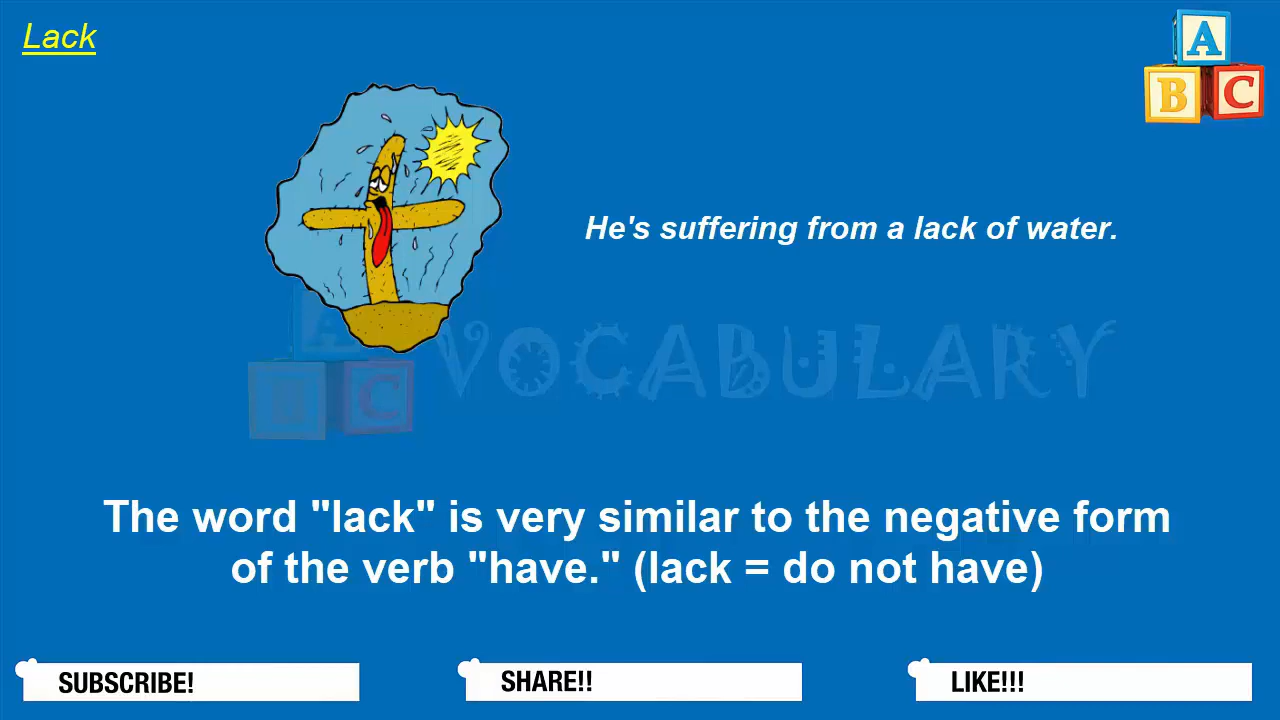 Lack
A
B C
He's suffering from a lack of water.
A
B C
VOCABULARY
The word "lack" is very similar to the negative form
of the verb "have." (lack = do not have)
SUBSCRIBE!
SHARE!!
LIKE!!!